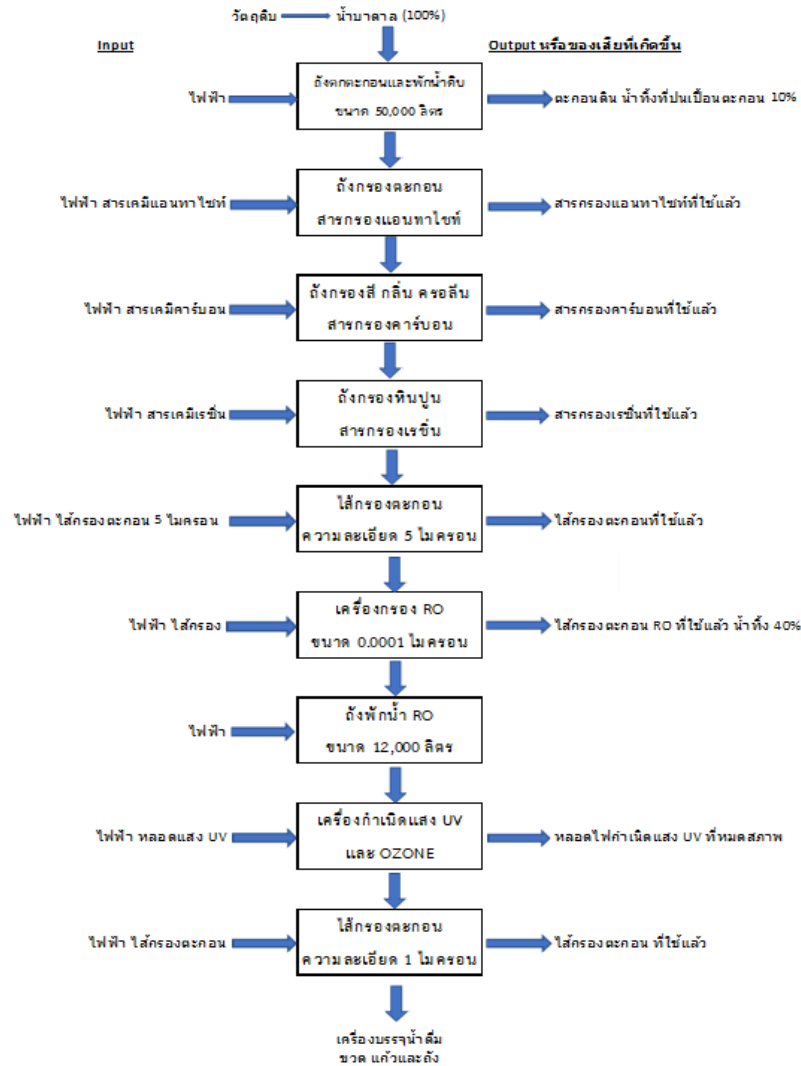 วัตถุดิบ น้ำบาดาล (100%)
Input
Output หรือของเสียที่เกิดขึ้น
ไฟฟ้า
ถังตกตะกอนและพักน้ำดิบ
ขนาด 50,000 ลิตร
ตะกอนดิน น้ำทิ้งที่ปนเปื้อนตะกอน 10%
ไฟฟ้า สารเคมีแอนทาไซท์
ถังกรองตะกอน
สารกรองแอนทาไซท์
สารกรองแอนทาไซท์ที่ใช้แล้ว
ไฟฟ้า สารเคมีคาร์บอน
ถังกรองสี กลิ่น ครอลีน
สารกรองคาร์บอน
สารกรองคาร์บอนที่ใช้แล้ว
ไฟฟ้า สารเคมีเรซิ่น
ถังกรองหินปูน
สารกรองเรซิ่น
สารกรองเรซิ่นที่ใช้แล้ว
ไฟฟ้า ไส้กรองตะกอน 5 ไมครอน
ไส้กรองตะกอน
ความละเอียด 5 ไมครอน
ไส้กรองตะกอนที่ใช้แล้ว
ไฟฟ้า ไส้กรอง
เครื่องกรอง RO
ขนาด 0.0001 ไมครอน
ไส้กรองตะกอน RO ที่ใช้แล้ว น้ำทิ้ง 40%
ไฟฟ้า
ถังพักน้ำ RO
ขนาด 12,000 ลิตร
ไฟฟ้า หลอดแสง UV
เครื่องกำเนิดแสง UV
และ OZONE
หลอดไฟกำเนิดแสง UV ที่หมดสภาพ
ไฟฟ้า ไส้กรองตะกอน
ไส้กรองตะกอน
ความละเอียด 1 ไมครอน
ไส้กรองตะกอน ที่ใช้แล้ว
เครื่องบรรจุน้ำดื่ม
ขวด แก้วและถัง